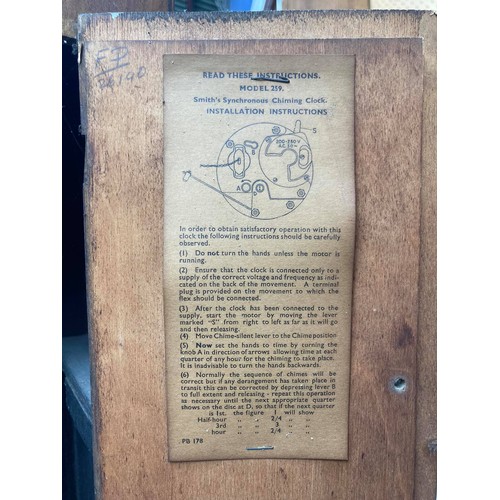 READ THESE INSTRUCTIONS.
MODEL 259.
Smith's Synchronous Chiming Clock.
INSTALLATION INSTRUCTIONS
S
200-250 V
A.C. 50~
B
A
D
In order to obtain satisfactory operation with this
clock the following instructions should be carefully
observed.
(1) Do not turn the hands unless the motor is
running.
(2) Ensure that the clock is connected only to a
supply of the correct voltage and frequency as indi-
cated on the back of the movement. A terminal
plug is provided on the movement to which the
flex should be connected.
(3) After the clock has been connected to the
supply, start the motor by moving the lever
marked "S" from right to left as far as it will go
and then releasing.
(4) Move Chime-silent lever to the Chime position
(5) Now set the hands to time by turning the
knob A in direction of arrows allowing time at each
quarter of any hour for the chiming to take place.
It is inadvisable to turn the hands backwards.
(6) Normally the sequence of chimes will be
correct but if any derangement has taken place in
transit this can be corrected by depressing lever B
to full extent and releasing - repeat this operation
as necessary until the next appropriate quarter
shows on the disc at D, so that if the next quarter
is 1st. the figure 1 will show
Half-hour ,, ,, 2/4 ,, ,,
3rd ,, ,, 3 ,, ,,
hour ,, ,, 2/4 ,, ,,
PB 178